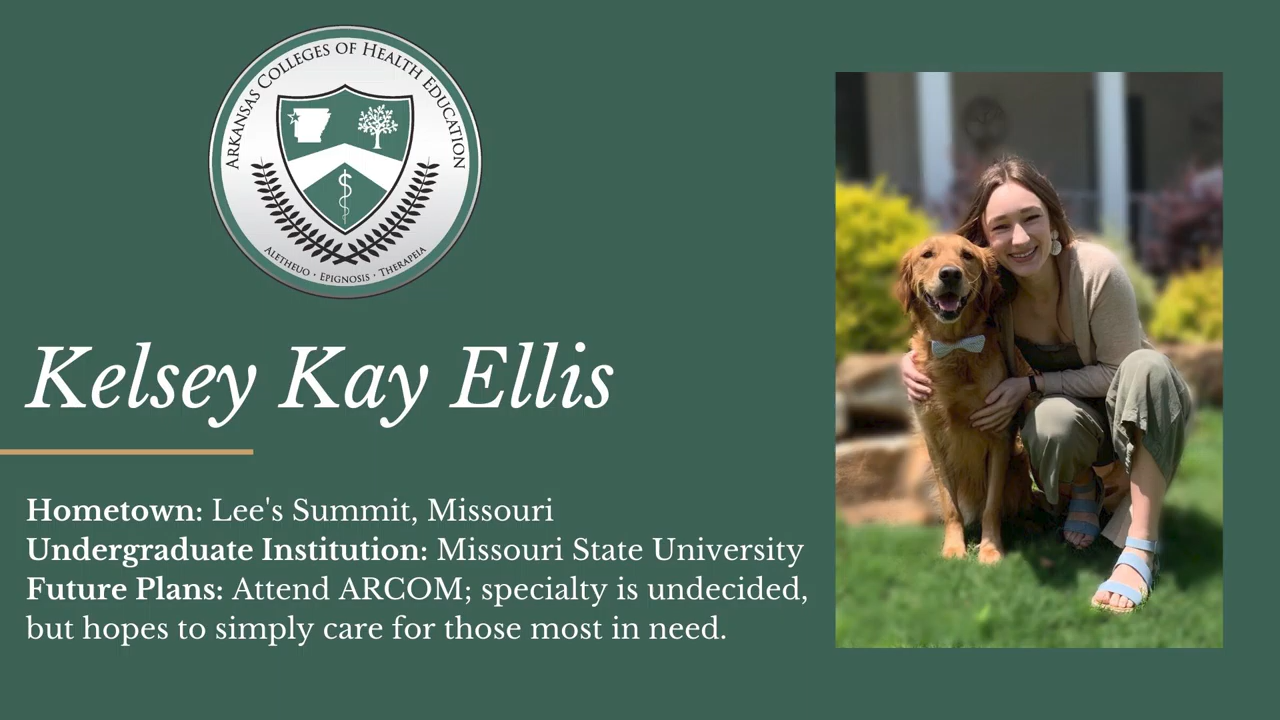 ARKANSAS COLLEGES OF HEALTH EDUCATION
ALETHEUO · EPIGNOSIS · THERAPEIA
Kelsey Kay Ellis
Hometown: Lee's Summit, Missouri
Undergraduate Institution: Missouri State University
Future Plans: Attend ARCOM; specialty is undecided,
but hopes to simply care for those most in need.